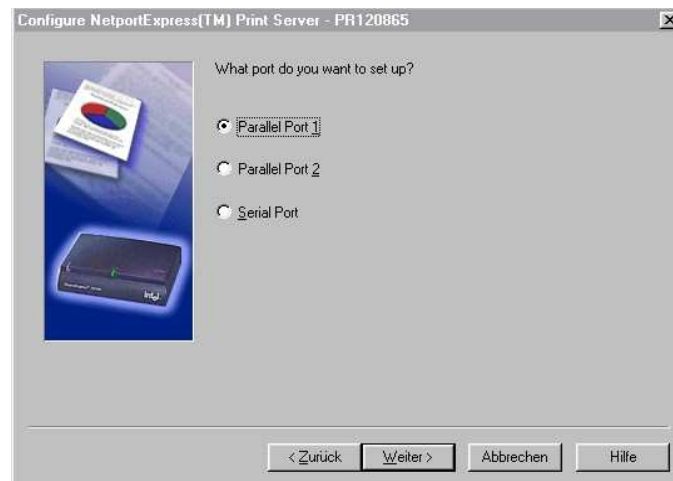 Configure NetportExpress(TM) Print Server - PR120865
What port do you want to set up?
Parallel Port 1
Parallel Port 2
Serial Port
intel
< Zurück
Weiter >
Abbrechen
Hilfe